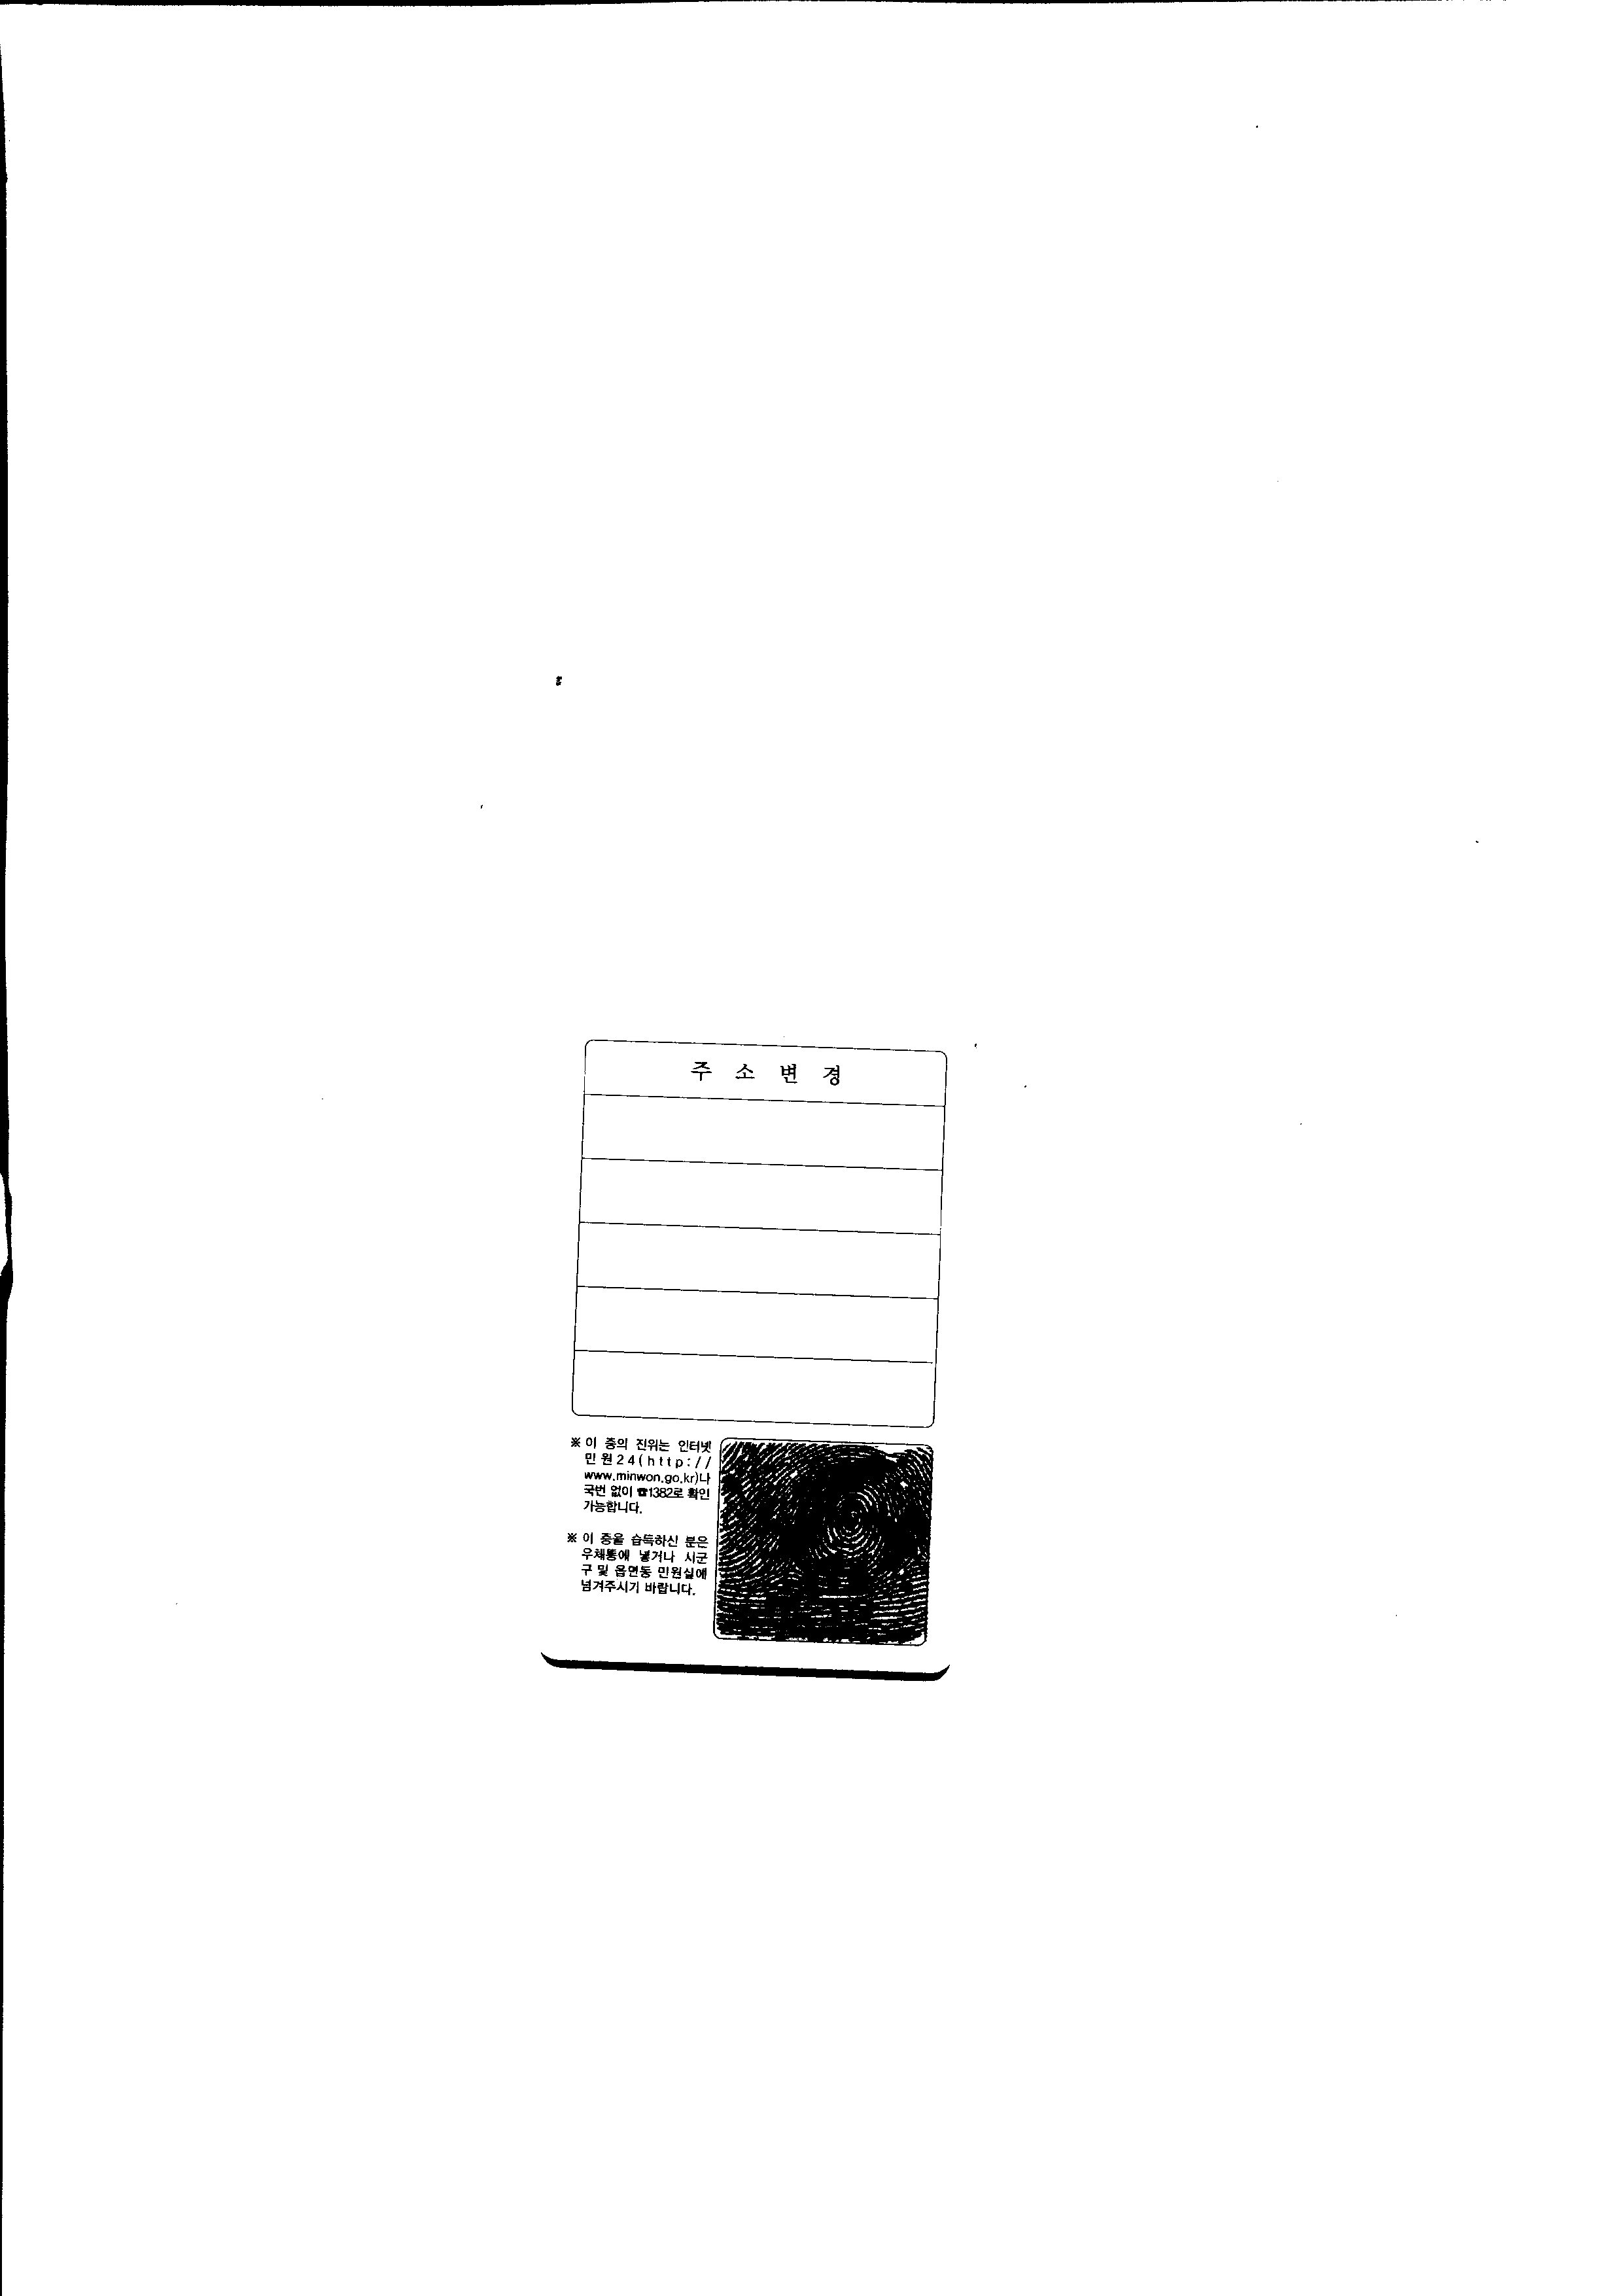 주 소 변 경
※ 이 증의 진위는 인터넷
민원24(http://
www.minwon.go.kr)나
국번 없이 ☎1382로 확인
가능합니다.
※ 이 증을 습득하신 분은
우체통에 넣거나 시군
구 및 읍면동 민원실에
넘겨주시기 바랍니다.